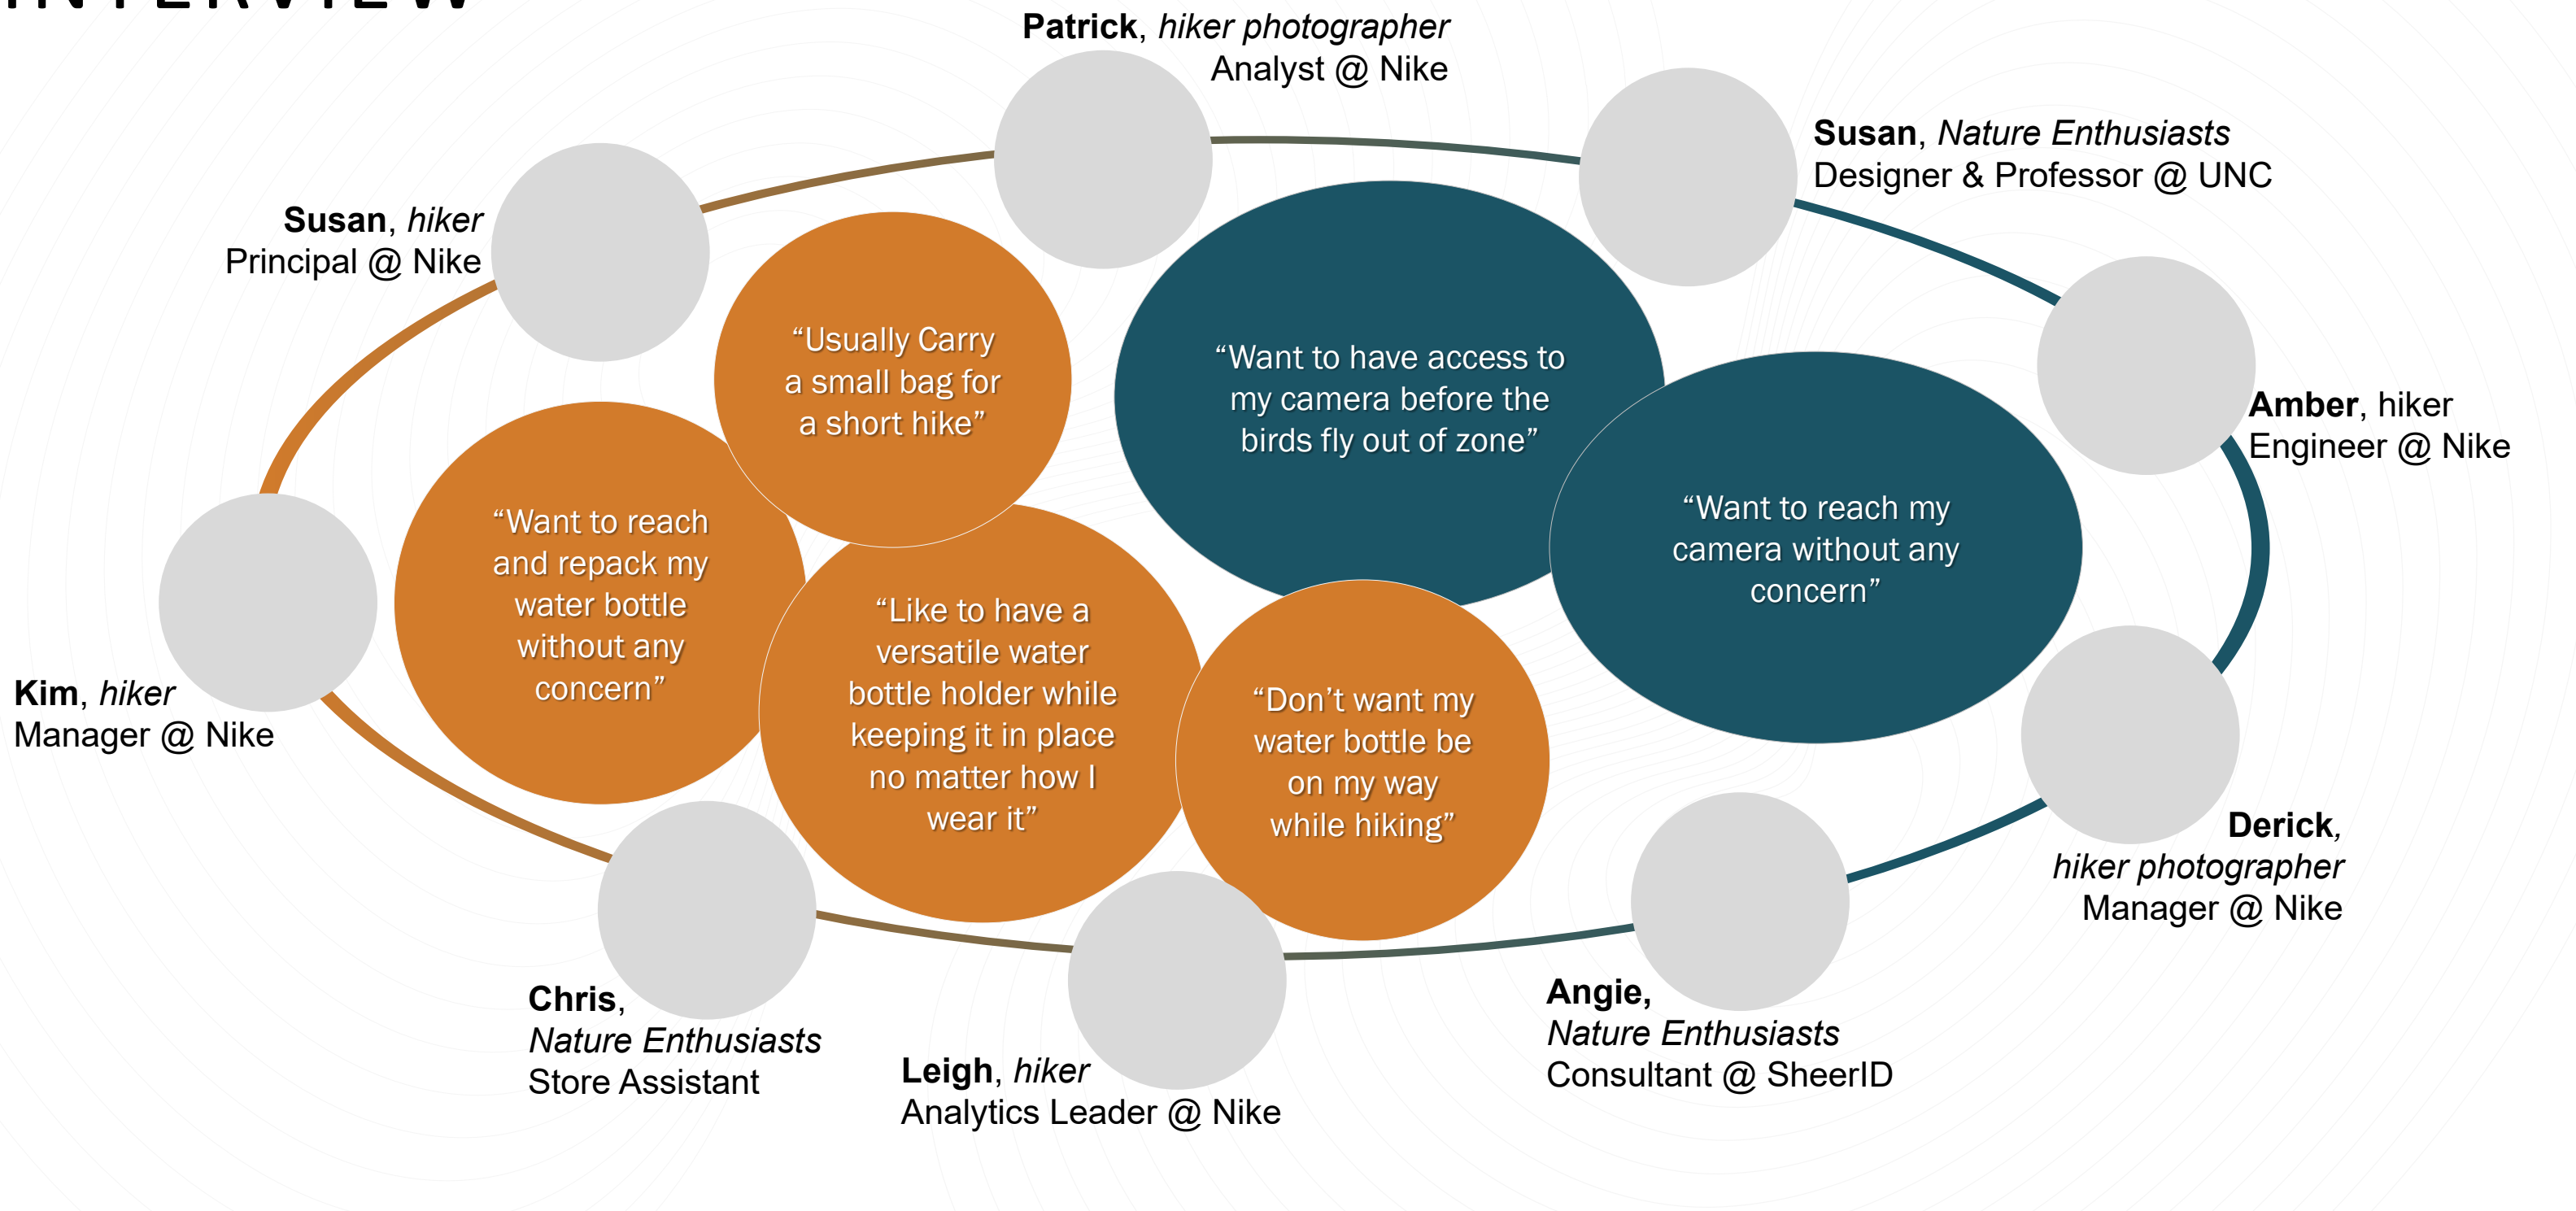 INTERVIEW
Patrick, hiker photographer
Analyst @ Nike
Susan, Nature Enthusiasts
Designer & Professor @ UNC
Susan, hiker
Principal @ Nike
Amber, hiker
Engineer @ Nike
“Usually Carry
a small bag for
a short hike”
“Want to have access to
my camera before the
birds fly out of zone”
“Want to reach my
camera without any
concern”
“Want to reach
and repack my
water bottle
without any
concern”
“Like to have a
versatile water
bottle holder while
keeping it in place
no matter how I
wear it”
“Don’t want my
water bottle be
on my way
while hiking”
Kim, hiker
Manager @ Nike
Derick,
hiker photographer
Manager @ Nike
Chris,
Nature Enthusiasts
Store Assistant
Leigh, hiker
Analytics Leader @ Nike
Angie,
Nature Enthusiasts
Consultant @ SheerID